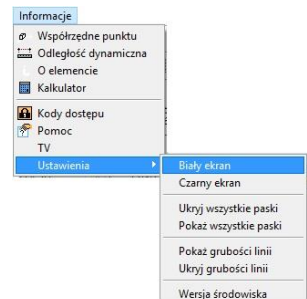 Informacje
Współrzędne punktu
Odległość dynamiczna
O elemencie
Kalkulator
Kody dostępu
Pomoc
TV
Ustawienia
Biały ekran
Czarny ekran
Ukryj wszystkie paski
Pokaż wszystkie paski
Pokaż grubości linii
Ukryj grubości linii
Wersja środowiska